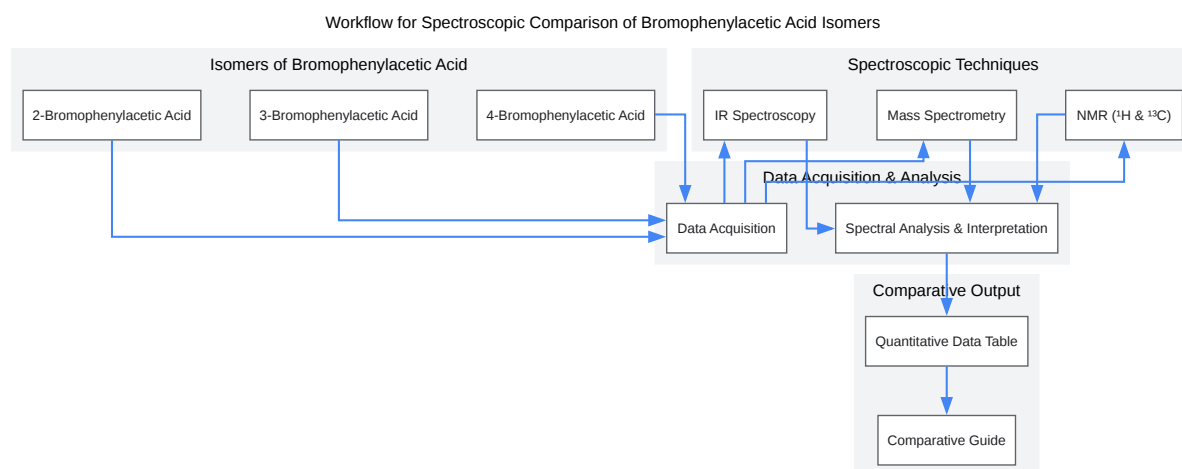 Workflow for Spectroscopic Comparison of Bromophenylacetic Acid Isomers
Isomers of Bromophenylacetic Acid
Spectroscopic Techniques
2-Bromophenylacetic Acid
3-Bromophenylacetic Acid
4-Bromophenylacetic Acid
IR Spectroscopy
Mass Spectrometry
NMR (¹H & ¹³C)
Data Acquisition & Analysis
Data Acquisition
Spectral Analysis & Interpretation
Comparative Output
Quantitative Data Table
Comparative Guide